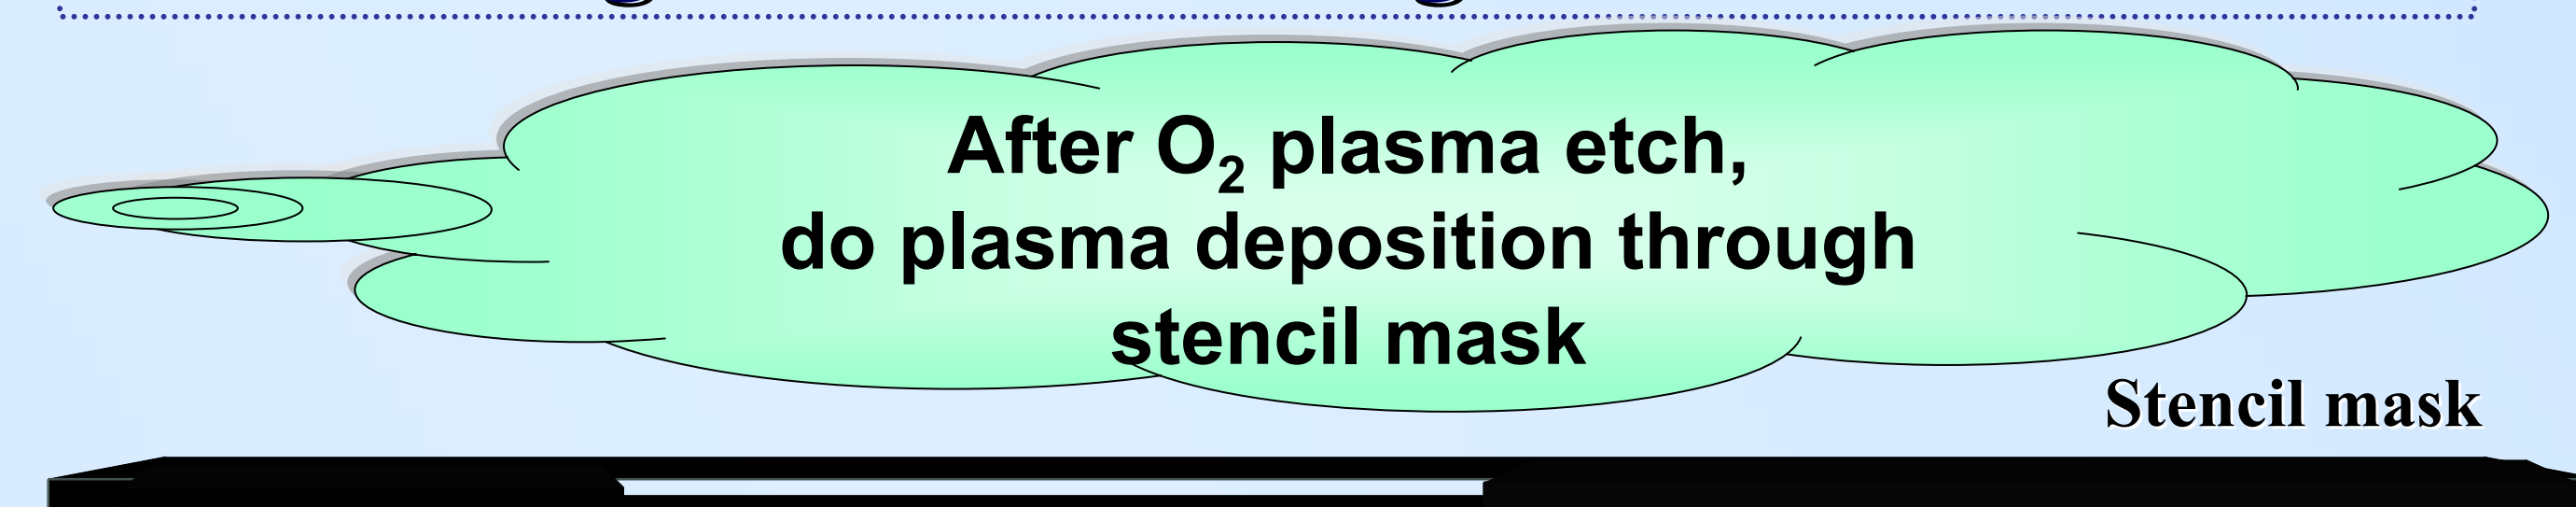 After O₂ plasma etch,
do plasma deposition through
stencil mask
Stencil mask